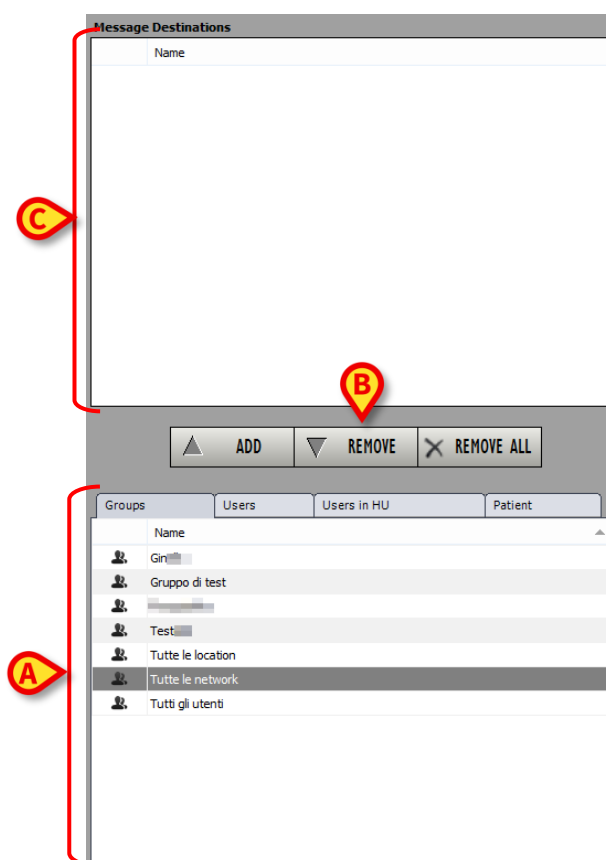 Message Destinations
Name
C
B
ADD REMOVE REMOVE ALL
Groups Users Users in HU Patient
Name
Gruppo di test
Tutte le location
A
Tutte le network
Tutti gli utenti